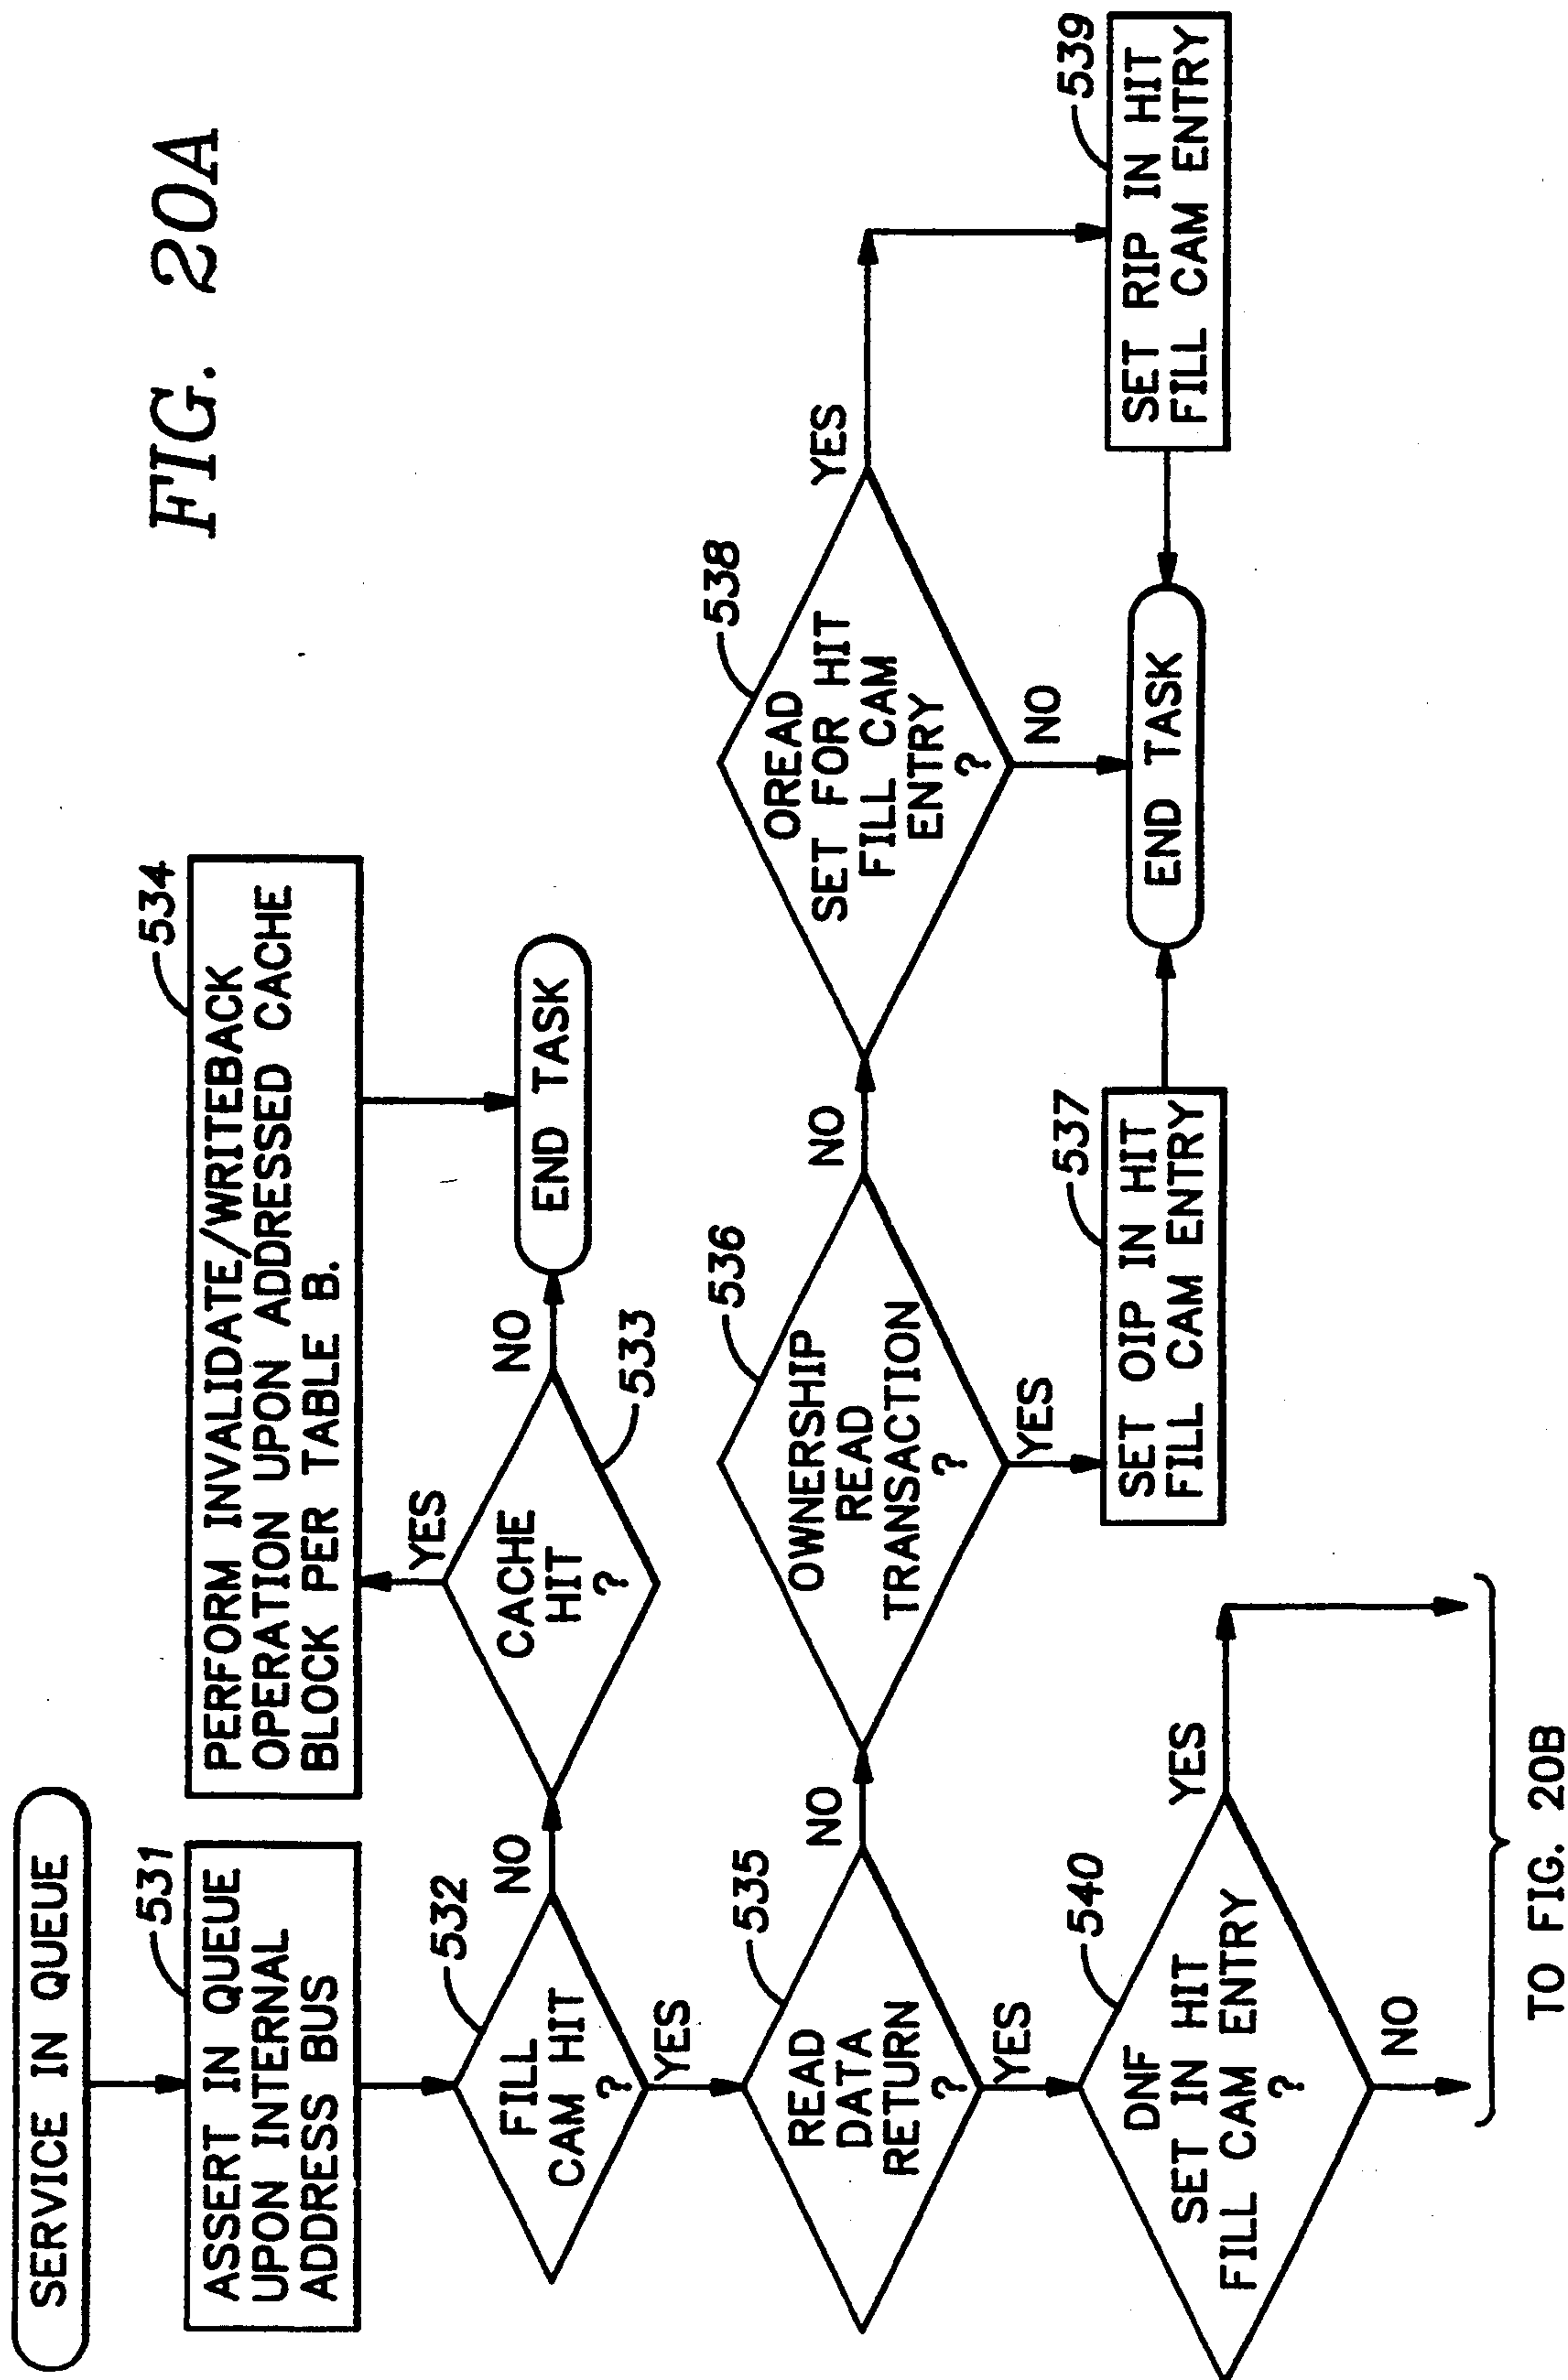 FIG. 20A
SERVICE IN QUEUE
531
ASSERT IN QUEUE
UPON INTERNAL
ADDRESS BUS
534
PERFORM INVALIDATE/WRITEBACK
OPERATION UPON ADDRESSED CACHE
BLOCK PER TABLE B.
532
FILL
CAM HIT
?
NO
YES
CACHE
HIT
?
533
YES
NO
END TASK
535
READ
DATA
RETURN
?
NO
YES
536
OWNERSHIP
READ
TRANSACTION
?
NO
YES
538
OREAD
SET FOR HIT
FILL CAM
ENTRY
?
YES
NO
540
DNF
SET IN HIT
FILL CAM ENTRY
?
YES
NO
537
SET OIP IN HIT
FILL CAM ENTRY
END TASK
539
SET RIP IN HIT
FILL CAM ENTRY
TO FIG. 20B